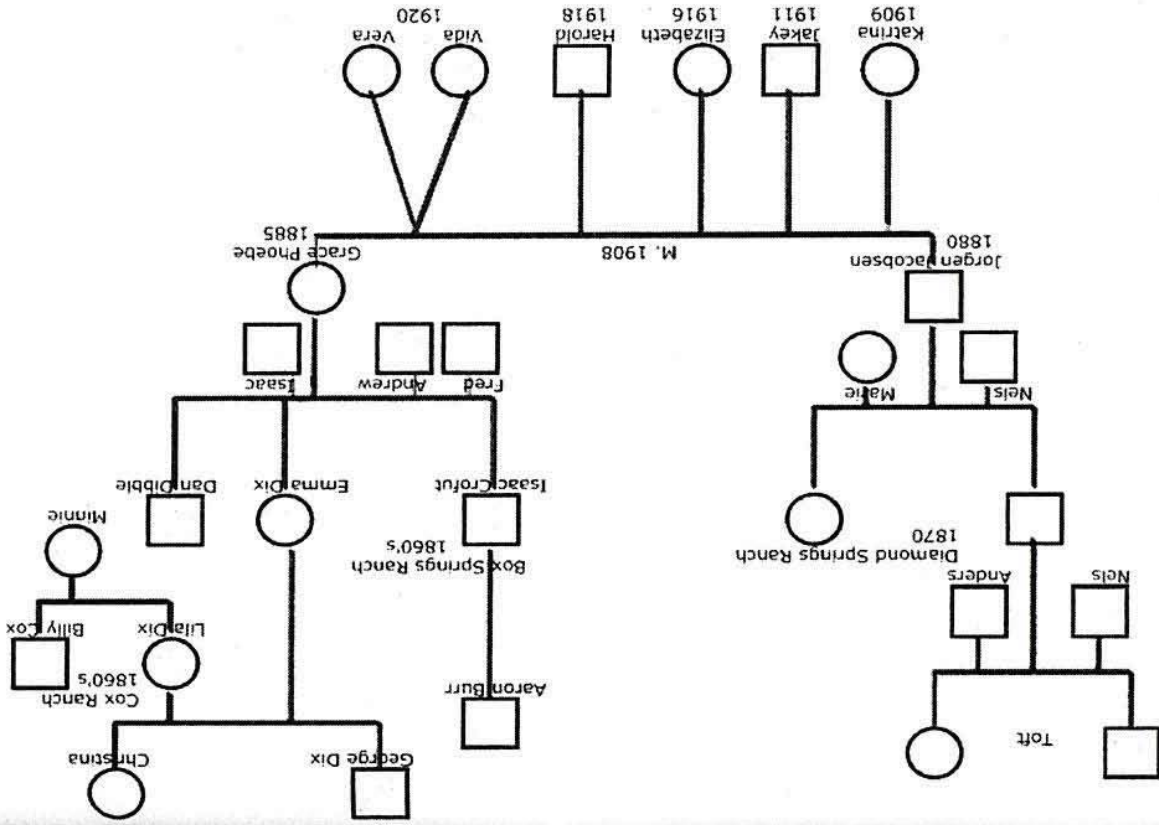 Toft
George Dix
Christina
Aaron Burr
Cox Ranch
1860's
Lila Dix
Billy Cox
Nels
Anders
Diamond Springs Ranch
1870
Box Springs Ranch
1860's
Minnie
Isaac Crofut
Emma Dix
Dan Dibble
Nels
Marie
Fred
Andrew
Isaac
Jorgen Jacobsen
1880
M. 1908
Grace Phoebe
1885
Katrina
1909
Jakey
1911
Elizabeth
1916
Harold
1918
Vida
Vera
1920